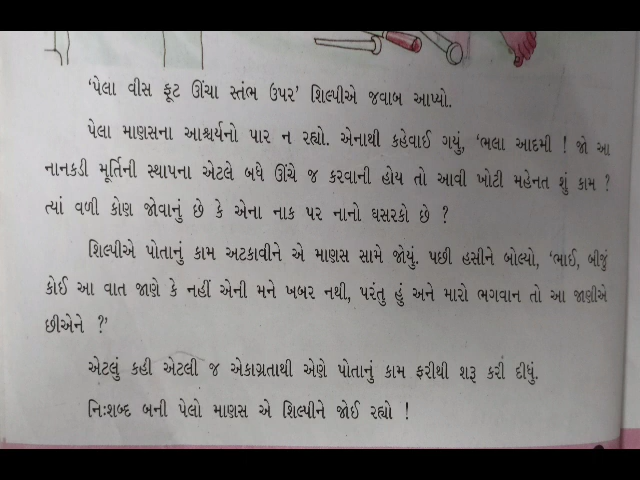 ‘પેલા વીસ ફૂટ ઊંચા સ્તંભ ઉપર’ શિલ્પીએ જવાબ આપ્યો.
પેલા માણસના આશ્ચર્યનો પાર ન રહ્યો. એનાથી કહેવાઈ ગયું, ‘ભલા આદમી ! જો આ
નાનકડી મૂર્તિની સ્થાપના એટલે બધે ઊંચે જ કરવાની હોય તો આવી ખોટી મહેનત શું કામ ?
ત્યાં વળી કોણ જોવાનું છે કે એના નાક પર નાનો ઘસરકો છે ?
શિલ્પીએ પોતાનું કામ અટકાવીને એ માણસ સામે જોયું. પછી હસીને બોલ્યો, ‘ભાઈ, બીજું
કોઈ આ વાત જાણે કે નહીં એની મને ખબર નથી, પરંતુ હું અને મારો ભગવાન તો આ જાણીએ
છીએને ?’
એટલું કહી એટલી જ એકાગ્રતાથી એણે પોતાનું કામ ફરીથી શરૂ કરી દીધું.
નિઃશબ્દ બની પેલો માણસ એ શિલ્પીને જોઈ રહ્યો !